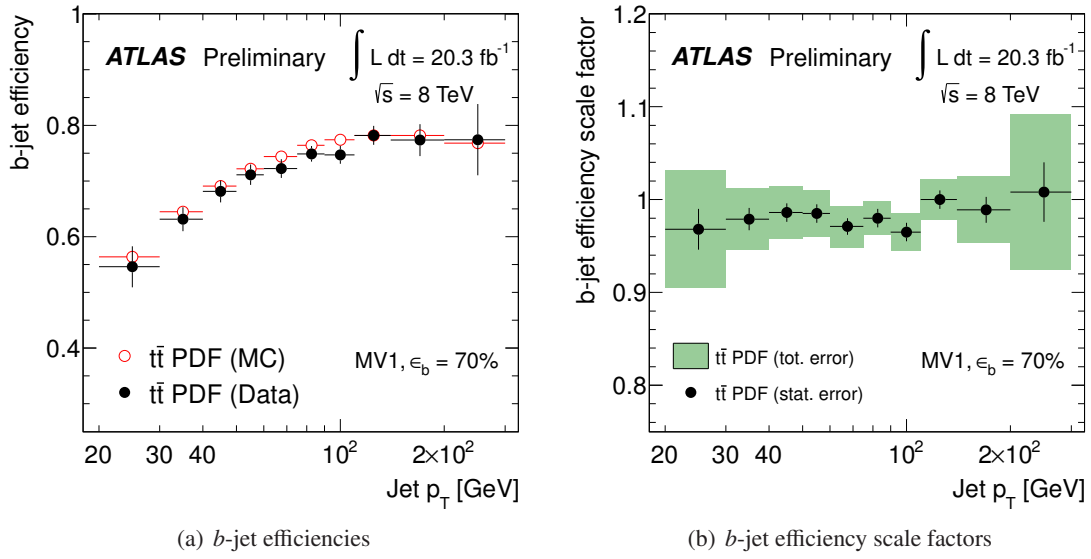 b-jet efficiency
1
0.8
0.6
0.4
ATLAS Preliminary
∫ L dt = 20.3 fb⁻¹
√s = 8 TeV
tt̄ PDF (MC)
tt̄ PDF (Data)
MV1, ϵ_b = 70%
20 30 40 10² 2×10²
Jet p_T [GeV]
(a) b-jet efficiencies
b-jet efficiency scale factor
1.2
1.1
1
0.9
0.8
ATLAS Preliminary
∫ L dt = 20.3 fb⁻¹
√s = 8 TeV
tt̄ PDF (tot. error)
tt̄ PDF (stat. error)
MV1, ϵ_b = 70%
20 30 40 10² 2×10²
Jet p_T [GeV]
(b) b-jet efficiency scale factors